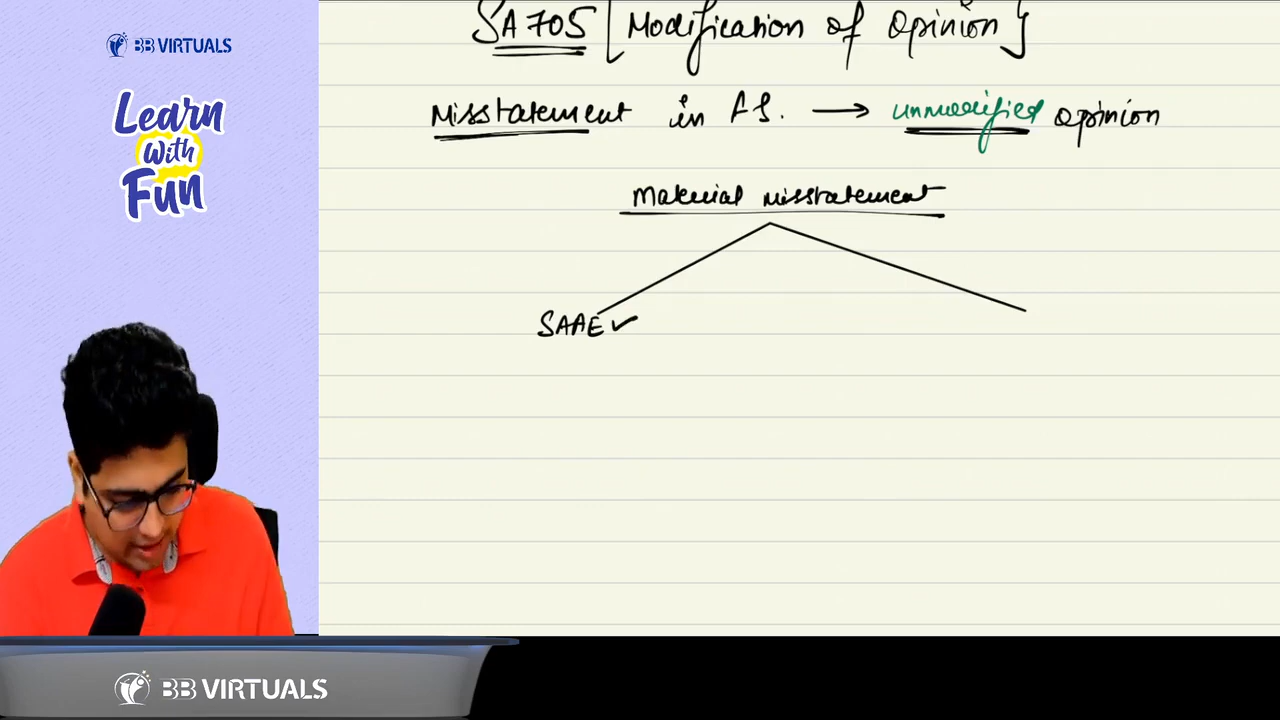 BB VIRTUALS
Learn
With
Fun
SA 705 [Modification of Opinion]
Misstatement in FS. → unmodified opinion
Material misstatement
SAAE ✓
BB VIRTUALS